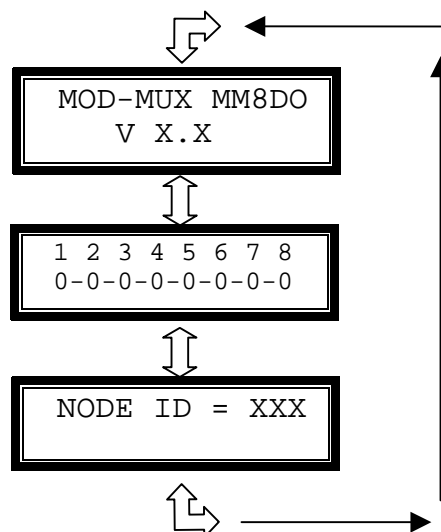 MOD-MUX MM8DO
V X.X
1 2 3 4 5 6 7 8
0-0-0-0-0-0-0-0
NODE ID = XXX